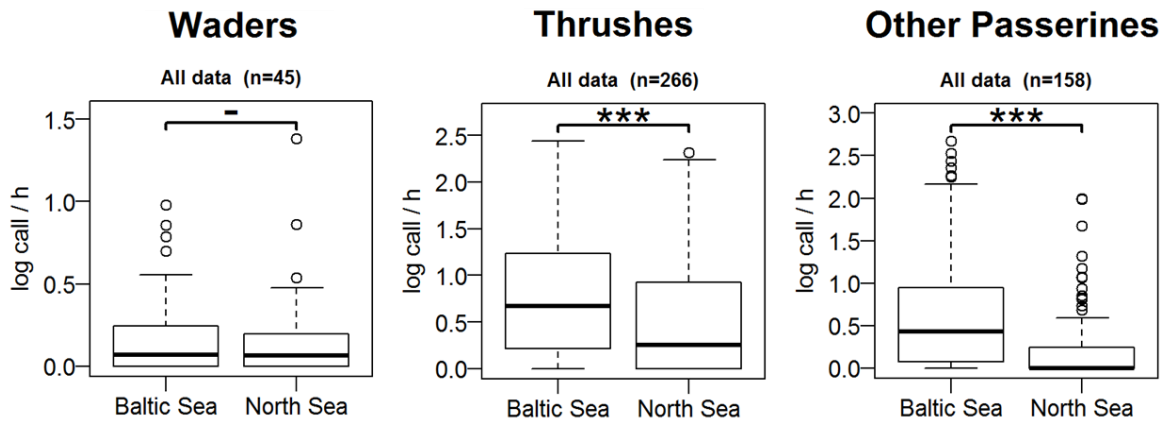 Waders
All data (n=45)
log call / h
1.5
1.0
0.5
0.0
-
Baltic Sea
North Sea
Thrushes
All data (n=266)
log call / h
2.5
2.0
1.5
1.0
0.5
0.0
***
Baltic Sea
North Sea
Other Passerines
All data (n=158)
log call / h
3.0
2.5
2.0
1.5
1.0
0.5
0.0
***
Baltic Sea
North Sea